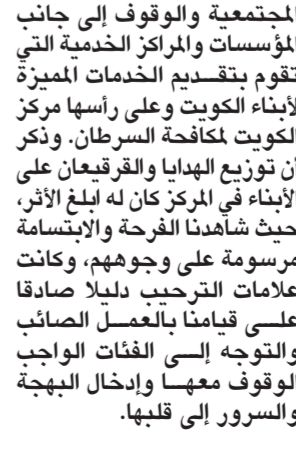 المجتمعية والوقوف إلى جانب
المؤسسات والمراكز الخدمية التي
تقوم بتقديم الخدمات المميزة
لأبناء الكويت وعلى رأسها مركز
الكويت لمكافحة السرطان. وذكر
أن توزيع الهدايا والقرقيعان على
الأبناء في المركز كان له ابلغ الأثر،
حيث شاهدنا الفرحة والابتسامة
مرسومة على وجوههم، وكانت
علامات الترحيب دليلا صادقا
على قيامنا بالعمل الصائب
والتوجه إلى الفئات الواجب
الوقوف معها وإدخال البهجة
والسرور إلى قلبها.